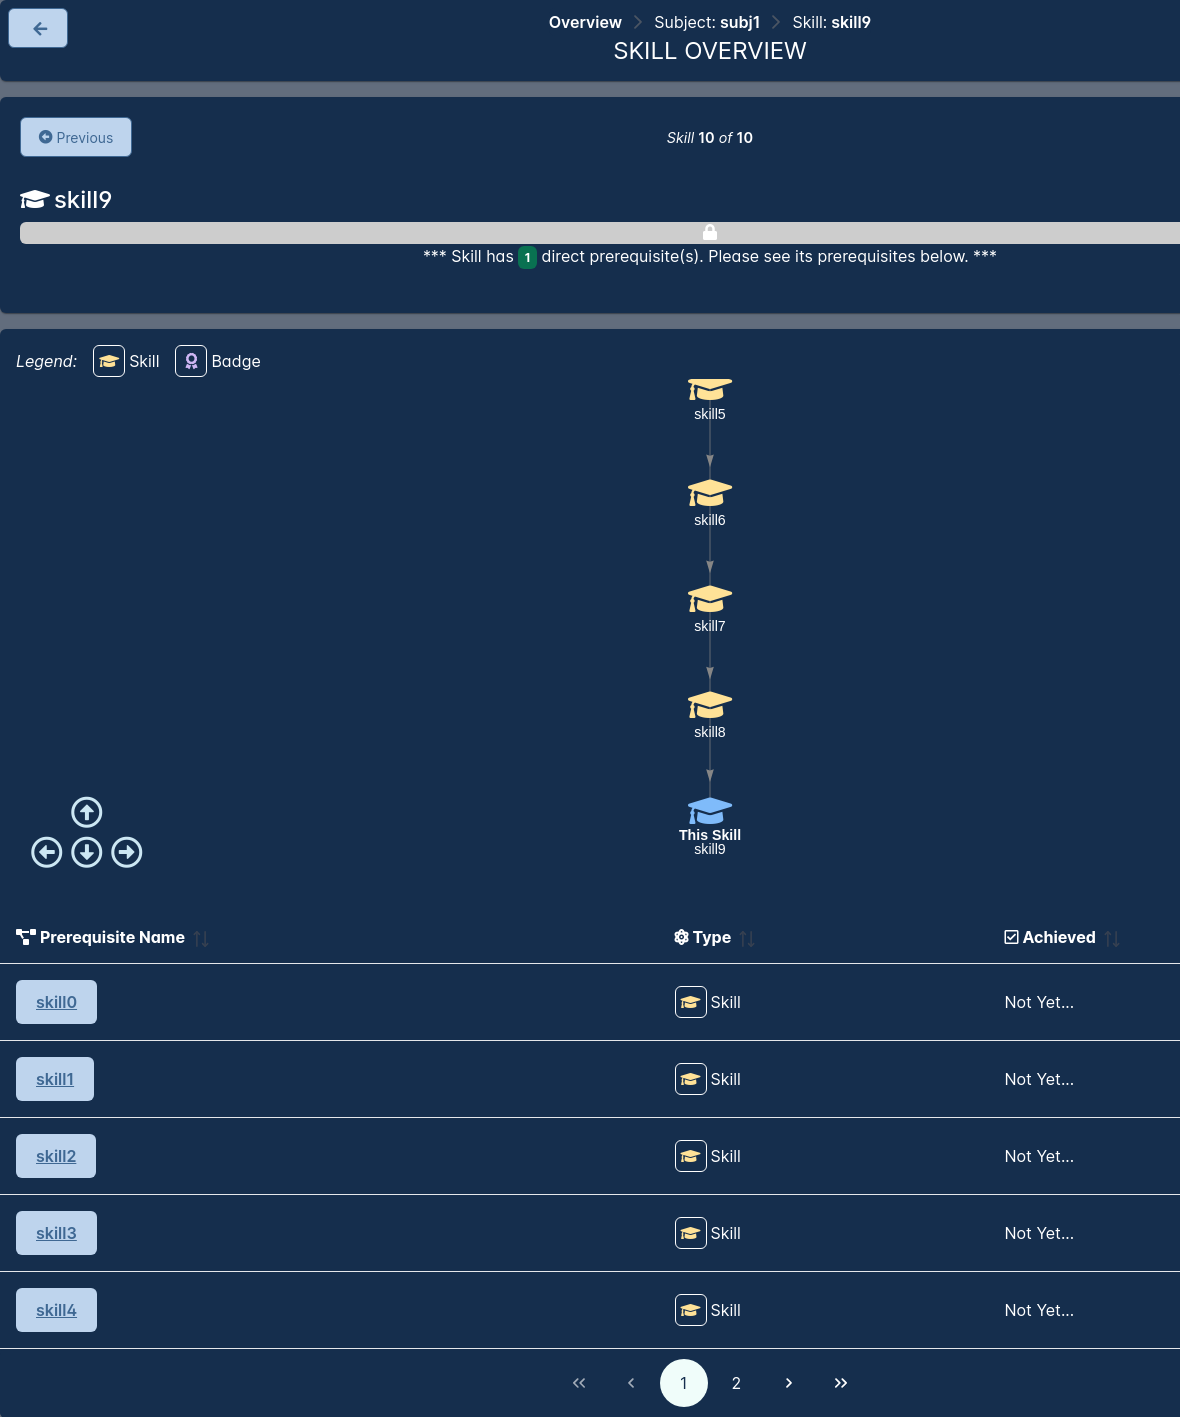 Overview Subject: subj1 Skill: skill9
SKILL OVERVIEW
Previous
Skill 10 of 10
skill9
*** Skill has 1 direct prerequisite(s). Please see its prerequisites below. ***
Legend: Skill Badge
skill5
skill6
skill7
skill8
This Skill
skill9
Prerequisite Name Type Achieved
skill0 Skill Not Yet...
skill1 Skill Not Yet...
skill2 Skill Not Yet...
skill3 Skill Not Yet...
skill4 Skill Not Yet...
1 2